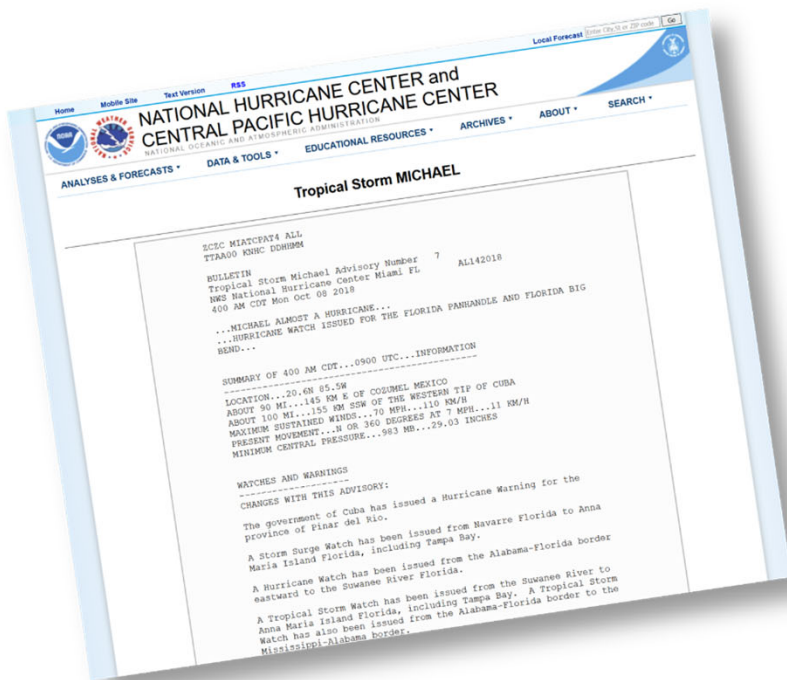 Local Forecast Enter City,St or ZIP code Go
Home Mobile Site Text Version RSS
NATIONAL HURRICANE CENTER and
CENTRAL PACIFIC HURRICANE CENTER
NATIONAL OCEANIC AND ATMOSPHERIC ADMINISTRATION
NOAA
ANALYSES & FORECASTS DATA & TOOLS EDUCATIONAL RESOURCES ARCHIVES ABOUT SEARCH
Tropical Storm MICHAEL
ZCZC MIATCPAT4 ALL
TTAA00 KNHC DDHHMM
BULLETIN
Tropical Storm Michael Advisory Number 7
NWS National Hurricane Center Miami FL AL142018
400 AM CDT Mon Oct 08 2018
...MICHAEL ALMOST A HURRICANE...
...HURRICANE WATCH ISSUED FOR THE FLORIDA PANHANDLE AND FLORIDA BIG
BEND...
SUMMARY OF 400 AM CDT...0900 UTC...INFORMATION
----------------------------------------------
LOCATION...20.6N 85.5W
ABOUT 90 MI...145 KM E OF COZUMEL MEXICO
ABOUT 100 MI...155 KM SSW OF THE WESTERN TIP OF CUBA
MAXIMUM SUSTAINED WINDS...70 MPH...110 KM/H
PRESENT MOVEMENT...N OR 360 DEGREES AT 7 MPH...11 KM/H
MINIMUM CENTRAL PRESSURE...983 MB...29.03 INCHES
WATCHES AND WARNINGS
--------------------
CHANGES WITH THIS ADVISORY:
The government of Cuba has issued a Hurricane Warning for the
province of Pinar del Rio.
A Storm Surge Watch has been issued from Navarre Florida to Anna
Maria Island Florida, including Tampa Bay.
A Hurricane Watch has been issued from the Alabama-Florida border
eastward to the Suwanee River Florida.
A Tropical Storm Watch has been issued from the Suwanee River to
Anna Maria Island Florida, including Tampa Bay. A Tropical Storm
Watch has also been issued from the Alabama-Florida border to the
Mississippi-Alabama border.